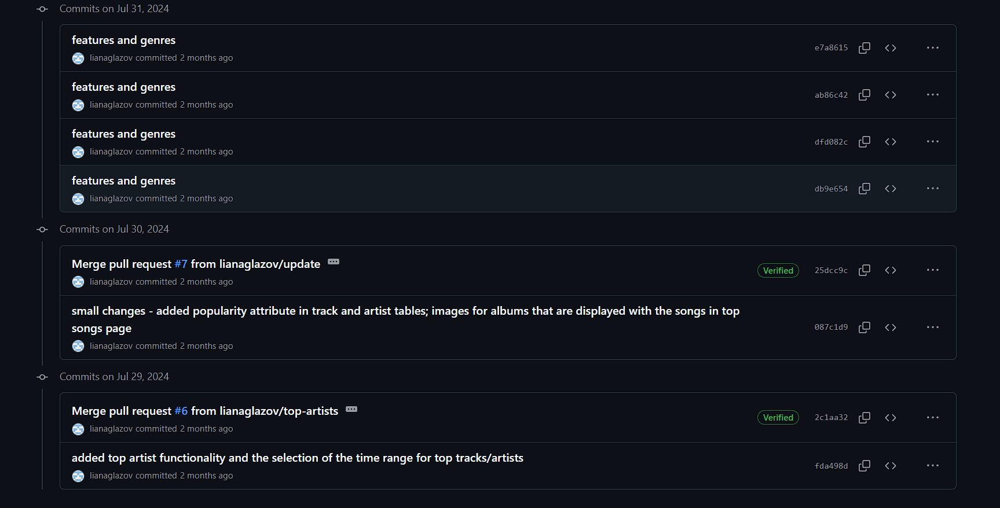 Commits on Jul 31, 2024
features and genres
lianaglazov committed 2 months ago
e7a8615
features and genres
lianaglazov committed 2 months ago
ab86c42
features and genres
lianaglazov committed 2 months ago
dfd082c
features and genres
lianaglazov committed 2 months ago
db9e654
Commits on Jul 30, 2024
Merge pull request #7 from lianaglazov/update
lianaglazov committed 2 months ago
Verified 25dcc9c
small changes - added popularity attribute in track and artist tables; images for albums that are displayed with the songs in top
songs page
lianaglazov committed 2 months ago
087c1d9
Commits on Jul 29, 2024
Merge pull request #6 from lianaglazov/top-artists
lianaglazov committed 2 months ago
Verified 2c1aa32
added top artist functionality and the selection of the time range for top tracks/artists
lianaglazov committed 2 months ago
fda498d